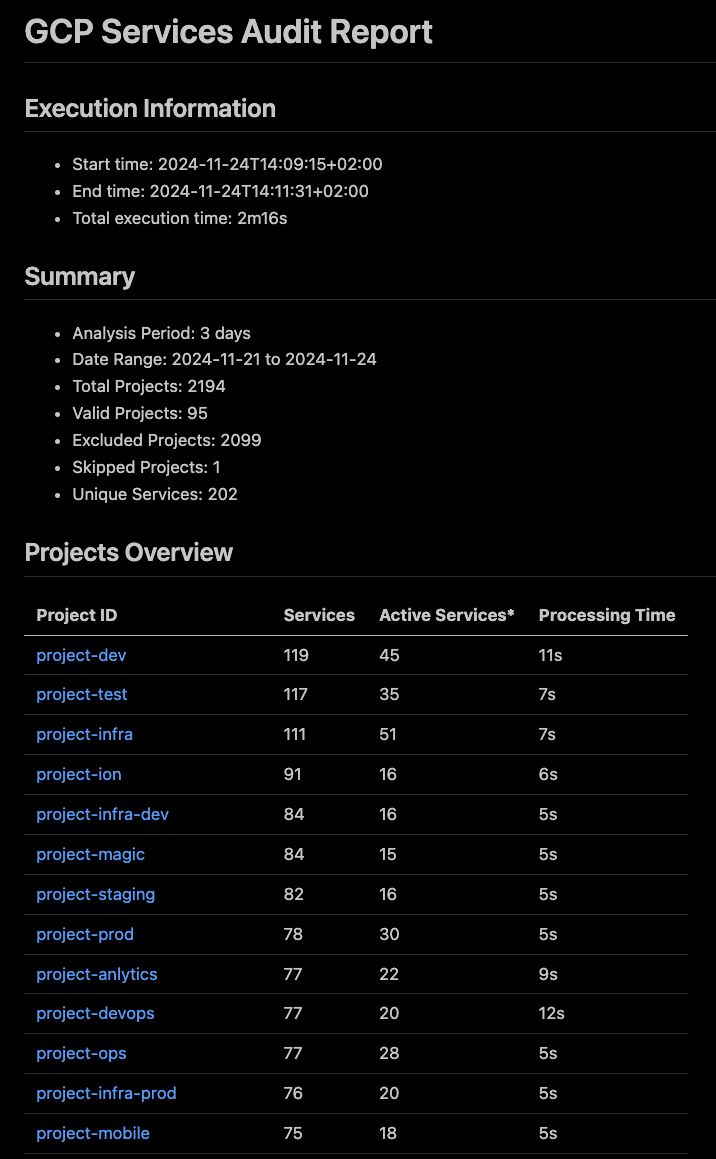 GCP Services Audit Report
Execution Information
• Start time: 2024-11-24T14:09:15+02:00
• End time: 2024-11-24T14:11:31+02:00
• Total execution time: 2m16s
Summary
• Analysis Period: 3 days
• Date Range: 2024-11-21 to 2024-11-24
• Total Projects: 2194
• Valid Projects: 95
• Excluded Projects: 2099
• Skipped Projects: 1
• Unique Services: 202
Projects Overview
Project ID Services Active Services* Processing Time
project-dev 119 45 11s
project-test 117 35 7s
project-infra 111 51 7s
project-ion 91 16 6s
project-infra-dev 84 16 5s
project-magic 84 15 5s
project-staging 82 16 5s
project-prod 78 30 5s
project-anlytics 77 22 9s
project-devops 77 20 12s
project-ops 77 28 5s
project-infra-prod 76 20 5s
project-mobile 75 18 5s